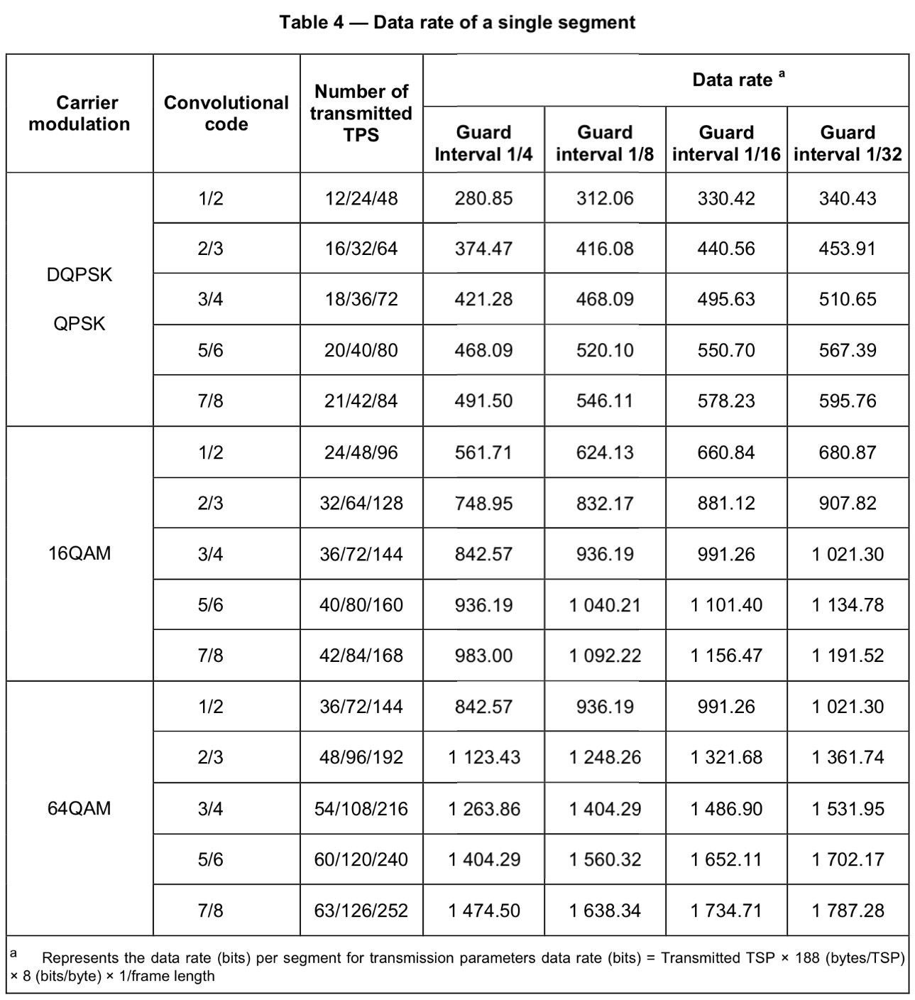 Table 4 — Data rate of a single segment
Carrier modulation Convolutional code Number of transmitted TPS Data rate a
Guard Interval 1/4 Guard interval 1/8 Guard interval 1/16 Guard interval 1/32
DQPSK
QPSK
1/2 12/24/48 280.85 312.06 330.42 340.43
2/3 16/32/64 374.47 416.08 440.56 453.91
3/4 18/36/72 421.28 468.09 495.63 510.65
5/6 20/40/80 468.09 520.10 550.70 567.39
7/8 21/42/84 491.50 546.11 578.23 595.76
16QAM
1/2 24/48/96 561.71 624.13 660.84 680.87
2/3 32/64/128 748.95 832.17 881.12 907.82
3/4 36/72/144 842.57 936.19 991.26 1 021.30
5/6 40/80/160 936.19 1 040.21 1 101.40 1 134.78
7/8 42/84/168 983.00 1 092.22 1 156.47 1 191.52
64QAM
1/2 36/72/144 842.57 936.19 991.26 1 021.30
2/3 48/96/192 1 123.43 1 248.26 1 321.68 1 361.74
3/4 54/108/216 1 263.86 1 404.29 1 486.90 1 531.95
5/6 60/120/240 1 404.29 1 560.32 1 652.11 1 702.17
7/8 63/126/252 1 474.50 1 638.34 1 734.71 1 787.28
a Represents the data rate (bits) per segment for transmission parameters data rate (bits) = Transmitted TSP × 188 (bytes/TSP)
× 8 (bits/byte) × 1/frame length